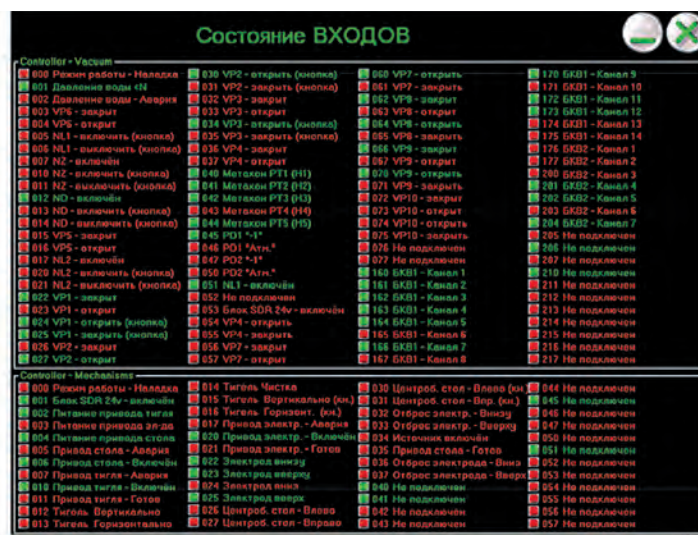 Состояние ВХОДОВ
Controller - Vacuum
000 Режим работы - Наладка
001 Давление воды <N
002 Давление воды - Авария
003 VP6 - закрыт
004 VP6 - открыт
005 NL1 - включить (кнопка)
006 NL1 - выключить (кнопка)
007 NZ - включён
010 NZ - включить (кнопка)
011 NZ - выключить (кнопка)
012 ND - включён
013 ND - включить (кнопка)
014 ND - выключить (кнопка)
015 VP5 - закрыт
016 VP5 - открыт
017 NL2 - включён
020 NL2 - включить (кнопка)
021 NL2 - выключить (кнопка)
022 VP1 - закрыт
023 VP1 - открыт
024 VP1 - открыть (кнопка)
025 VP1 - закрыть (кнопка)
026 VP2 - закрыт
027 VP2 - открыт
030 VP2 - открыть (кнопка)
031 VP2 - закрыть (кнопка)
032 VP3 - закрыт
033 VP3 - открыт
034 VP3 - открыть (кнопка)
035 VP3 - закрыть (кнопка)
036 VP4 - закрыт
037 VP4 - открыт
040 Метакон РТ1 (H1)
041 Метакон РТ2 (H2)
042 Метакон РТ3 (H3)
043 Метакон РТ4 (H4)
044 Метакон РТ5 (H5)
045 PD1 "-1"
046 PD1 "Атм."
047 PD2 "-1"
050 PD2 "Атм."
051 NL1 - включён
052 Не подключен
053 Блок SDR 24v - включён
054 VP4 - открыть
055 VP4 - закрыть
056 VP7 - закрыт
057 VP7 - открыт
060 VP7 - открыть
061 VP7 - закрыть
062 VP8 - закрыт
063 VP8 - открыт
064 VP8 - открыть
065 VP8 - закрыть
066 VP9 - закрыт
067 VP9 - открыт
070 VP9 - открыть
071 VP9 - закрыть
072 VP10 - закрыт
073 VP10 - открыт
074 VP10 - открыть
075 VP10 - закрыть
076 Не подключен
077 Не подключен
160 БКВ1 - Канал 1
161 БКВ1 - Канал 2
162 БКВ1 - Канал 3
163 БКВ1 - Канал 4
164 БКВ1 - Канал 5
165 БКВ1 - Канал 6
166 БКВ1 - Канал 7
167 БКВ1 - Канал 8
170 БКВ1 - Канал 9
171 БКВ1 - Канал 10
172 БКВ1 - Канал 11
173 БКВ1 - Канал 12
174 БКВ1 - Канал 13
175 БКВ1 - Канал 14
176 БКВ2 - Канал 1
177 БКВ2 - Канал 2
200 БКВ2 - Канал 3
201 БКВ2 - Канал 4
202 БКВ2 - Канал 5
203 БКВ2 - Канал 6
204 БКВ2 - Канал 7
205 Не подключен
206 Не подключен
207 Не подключен
210 Не подключен
211 Не подключен
212 Не подключен
213 Не подключен
214 Не подключен
215 Не подключен
216 Не подключен
217 Не подключен
Controller - Mechanisms
000 Режим работы - Наладка
001 Блок SDR 24v - включён
002 Питание привода тигля
003 Питание привода эл-да
004 Питание привода стола
005 Привод стола - Авария
006 Привод стола - Включён
007 Привод тигля - Авария
010 Привод тигля - Включён
011 Привод тигля - Готов
012 Тигель Вертикально
013 Тигель Горизонтально
014 Тигель Чистка
015 Тигель Вертикально (кн.)
016 Тигель Горизонт. (кн.)
017 Привод электр. - Авария
020 Привод электр. - Включён
021 Привод электр. - Готов
022 Электрод внизу
023 Электрод вверху
024 Электрод вниз
025 Электрод вверх
026 Центроб. стол - Влево
027 Центроб. стол - Вправо
030 Центроб. стол - Влево (кн.)
031 Центроб. стол - Впр. (кн.)
032 Отброс электр. - Внизу
033 Отброс электр. - Вверху
034 Источник включён
035 Привод стола - Готов
036 Отброс электрода - Вниз
037 Отброс электрода - Вверх
040 Не подключен
041 Не подключен
042 Не подключен
043 Не подключен
044 Не подключен
045 Не подключен
046 Не подключен
047 Не подключен
050 Не подключен
051 Не подключен
052 Не подключен
053 Не подключен
054 Не подключен
055 Не подключен
056 Не подключен
057 Не подключен